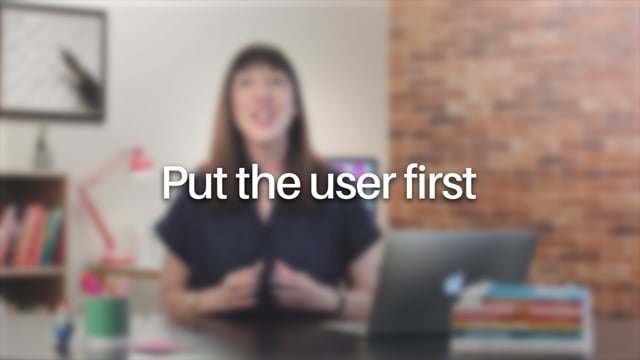 Put the user first